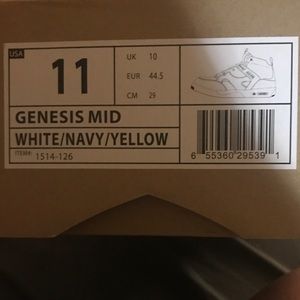 USA
11
UK 10
EUR 44.5
CM 29
GENESIS MID
WHITE/NAVY/YELLOW
ITEM#: 1514-126
6 55360 29539 1